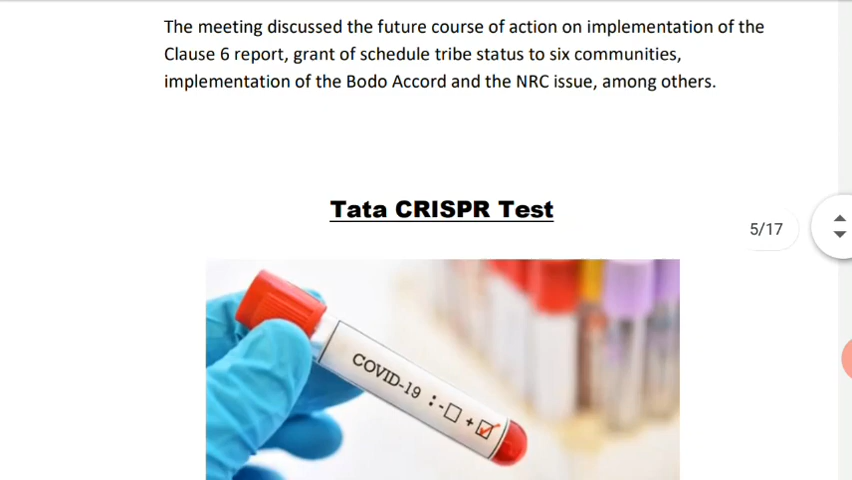 The meeting discussed the future course of action on implementation of the
Clause 6 report, grant of schedule tribe status to six communities,
implementation of the Bodo Accord and the NRC issue, among others.
Tata CRISPR Test
5/17
COVID-19 : - □ + ☑